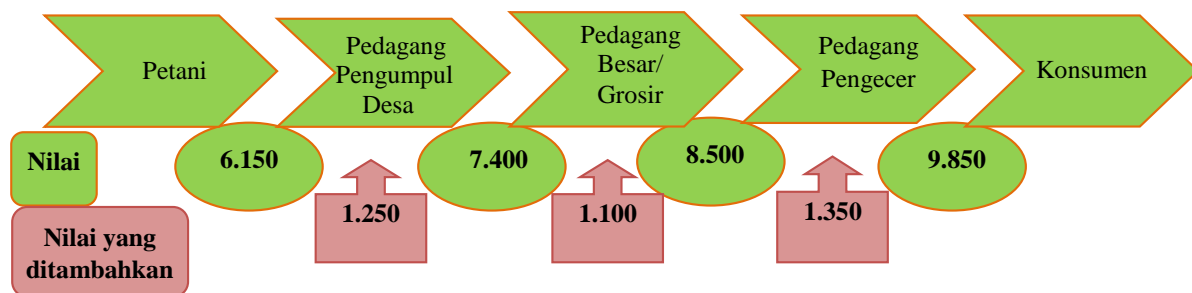 Petani
Pedagang
Pengumpul
Desa
Pedagang
Besar/
Grosir
Pedagang
Pengecer
Konsumen
Nilai
6.150
7.400
8.500
9.850
1.250
1.100
1.350
Nilai yang
ditambahkan